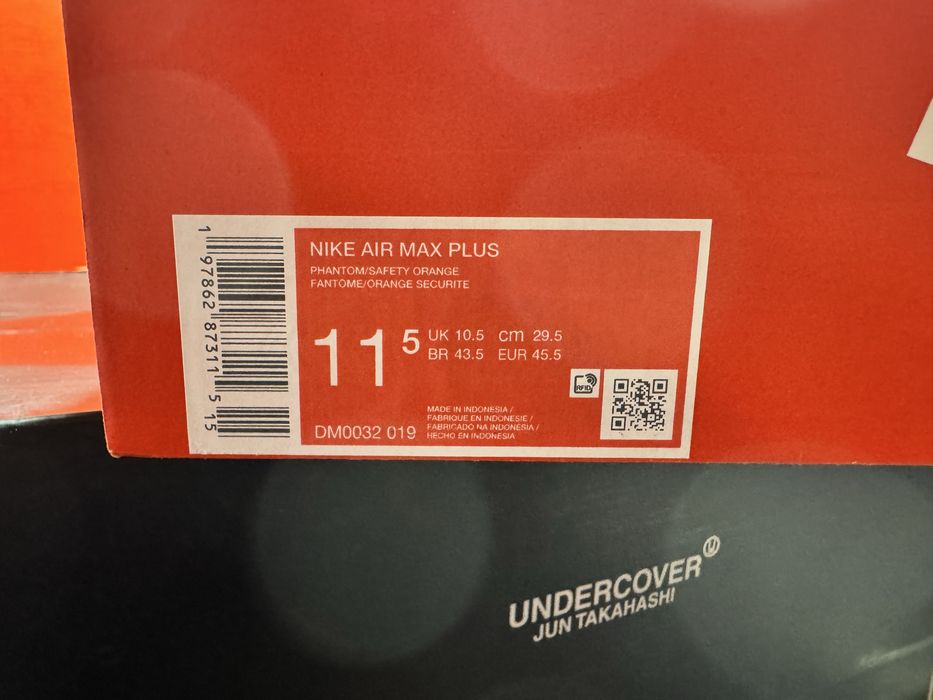 NIKE AIR MAX PLUS
PHANTOM/SAFETY ORANGE
FANTOME/ORANGE SECURITE
11 5
UK 10.5 cm 29.5
BR 43.5 EUR 45.5
RFID
MADE IN INDONESIA /
FABRIQUE EN INDONESIE /
FABRICADO NA INDONÉSIA /
HECHO EN INDONESIA
DM0032 019
1 97862 87311 5 15
UNDERCOVER
JUN TAKAHASHI